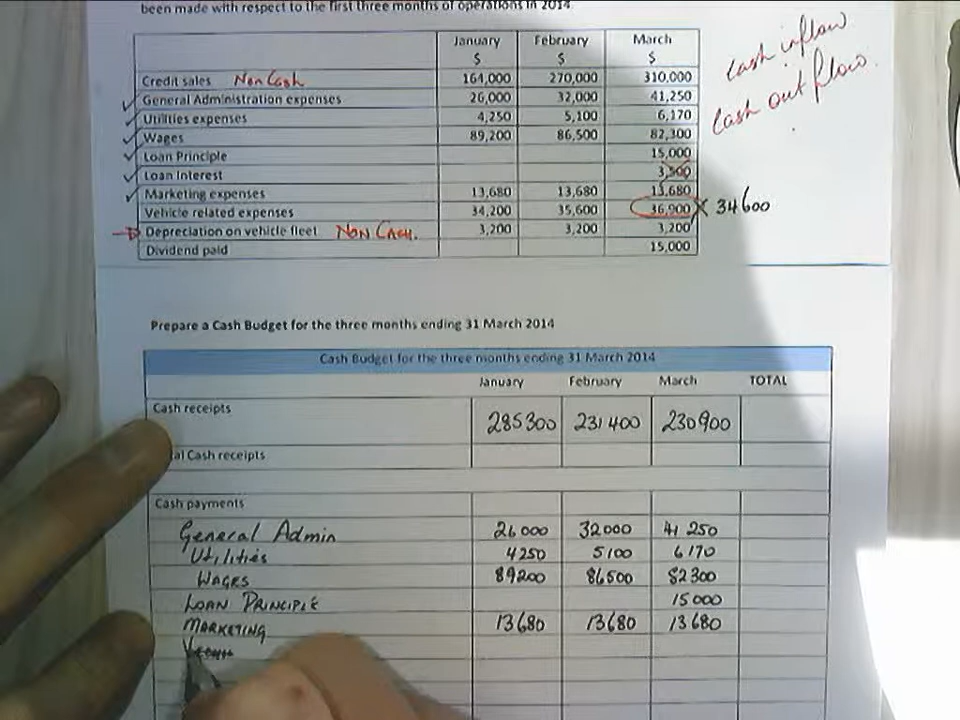 been made with respect to the first three months of operations in 2014.
January February March
$ $ $
Credit sales Non Cash 164,000 270,000 310,000
General Administration expenses 26,000 32,000 41,250
Utilities expenses 4,250 5,100 6,170
Wages 89,200 86,500 82,300
Loan Principle 15,000
Loan Interest 3,500
Marketing expenses 13,680 13,680 13,680
Vehicle related expenses 34,200 35,600 36,900 X 34600
Depreciation on vehicle fleet NON CASH. 3,200 3,200 3,200
Dividend paid 15,000
cash inflow
Cash out flow
Prepare a Cash Budget for the three months ending 31 March 2014
Cash Budget for the three months ending 31 March 2014
January February March TOTAL
Cash receipts 285300 231400 230900
al Cash receipts
Cash payments
General Admin 26000 32000 41250
Utilities 4250 5100 6170
WAGES 89200 86500 82300
LOAN PRINCIPLE 15000
MARKETING 13680 13680 13680